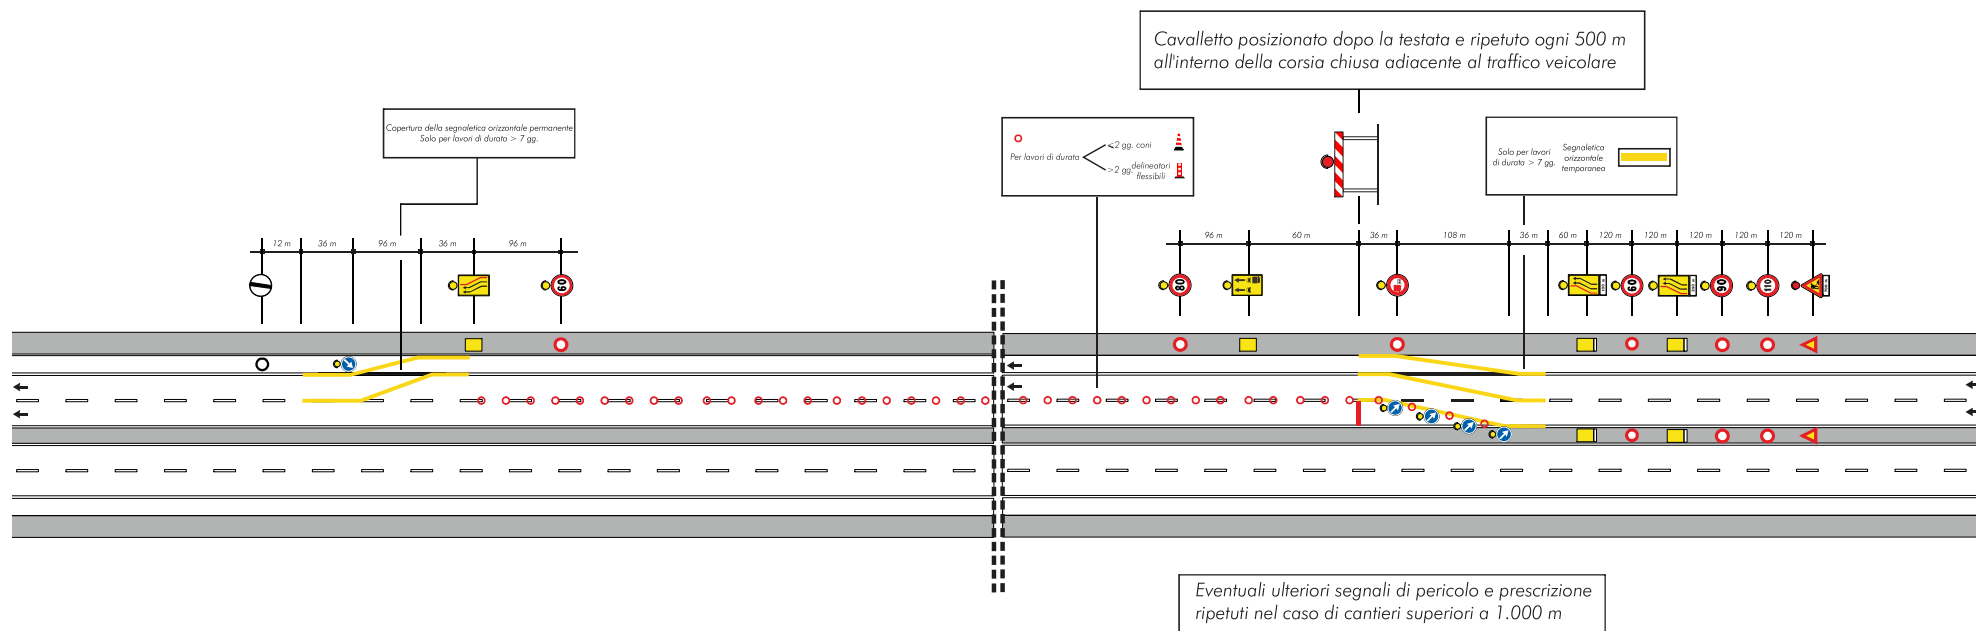 Cavalletto posizionato dopo la testata e ripetuto ogni 500 m
all'interno della corsia chiusa adiacente al traffico veicolare
Copertura della segnaletica orizzontale permanente
Solo per lavori di durata > 7 gg.
Per lavori di durata
<2 gg. coni
>2 gg. delineatori
flessibili
Solo per lavori
di durata > 7 gg.
Segnaletica
orizzontale
temporanea
12 m 36 m 96 m 36 m 96 m
96 m 60 m 36 m 108 m 36 m 60 m 120 m 120 m 120 m 120 m 120 m
60
80
60
90
110
Eventuali ulteriori segnali di pericolo e prescrizione
ripetuti nel caso di cantieri superiori a 1.000 m